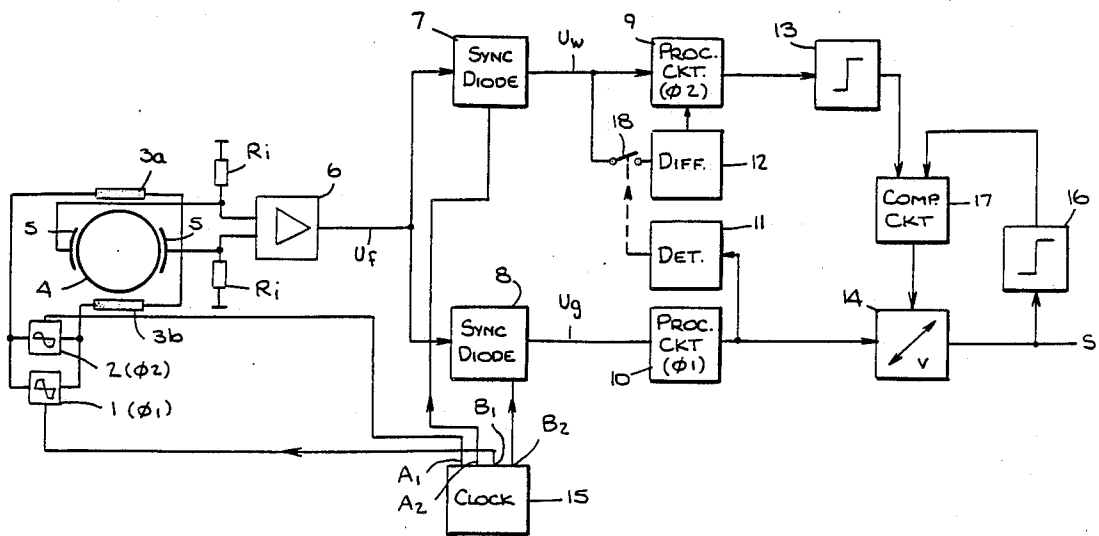 7
SYNC DIODE
Uw
9
PROC. CKT. (φ2)
13
18
DIFF.
12
Ri
3a
6
S
S
4
Uf
COMP. CKT
17
16
11
DET.
Ri
3b
8
SYNC DIODE
Ug
PROC. CKT (φ1)
10
14
V
S
2 (φ2)
1 (φ1)
B1
B2
A1
A2
CLOCK
15